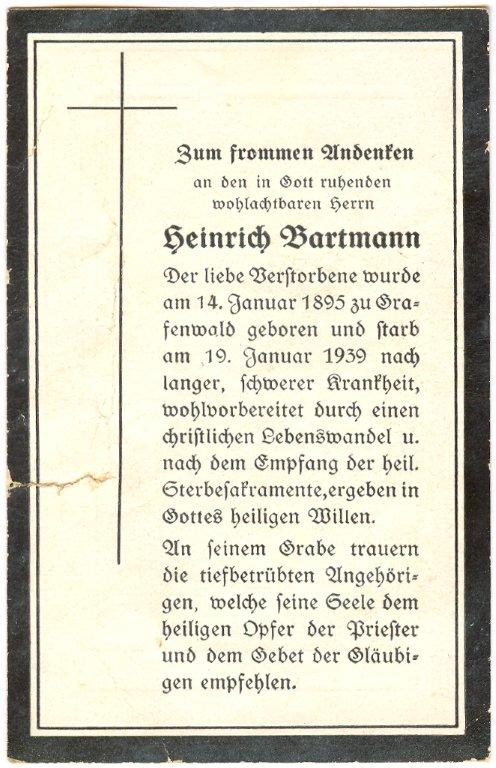 Zum frommen Andenken
an den in Gott ruhenden
wohlachtbaren Herrn
Heinrich Bartmann
Der liebe Verstorbene wurde
am 14. Januar 1895 zu Gra-
fenwald geboren und starb
am 19. Januar 1939 nach
langer, schwerer Krankheit,
wohlvorbereitet durch einen
christlichen Lebenswandel u.
nach dem Empfang der heil.
Sterbesakramente, ergeben in
Gottes heiligen Willen.
An seinem Grabe trauern
die tiefbetrübten Angehöri-
gen, welche seine Seele dem
heiligen Opfer der Priester
und dem Gebet der Gläubi-
gen empfehlen.